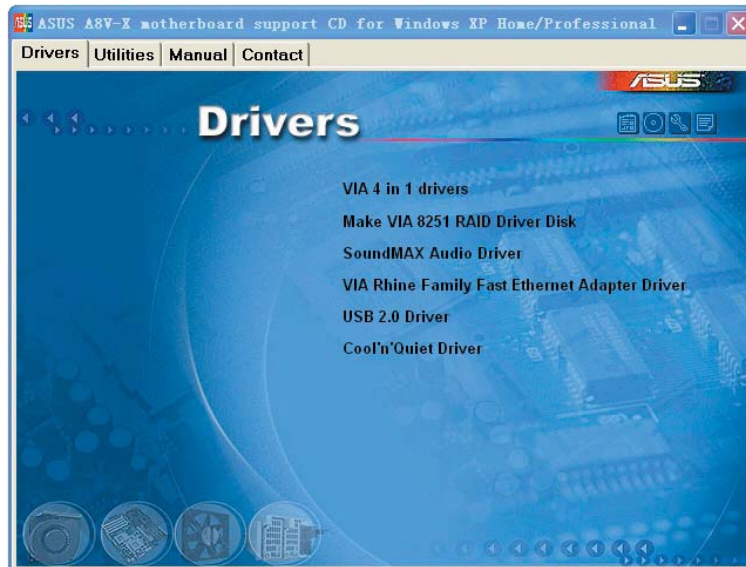 ASUS A8V-X motherboard support CD for Windows XP Home/Professional
Drivers Utilities Manual Contact
ASUS
Drivers
VIA 4 in 1 drivers
Make VIA 8251 RAID Driver Disk
SoundMAX Audio Driver
VIA Rhine Family Fast Ethernet Adapter Driver
USB 2.0 Driver
Cool'n'Quiet Driver